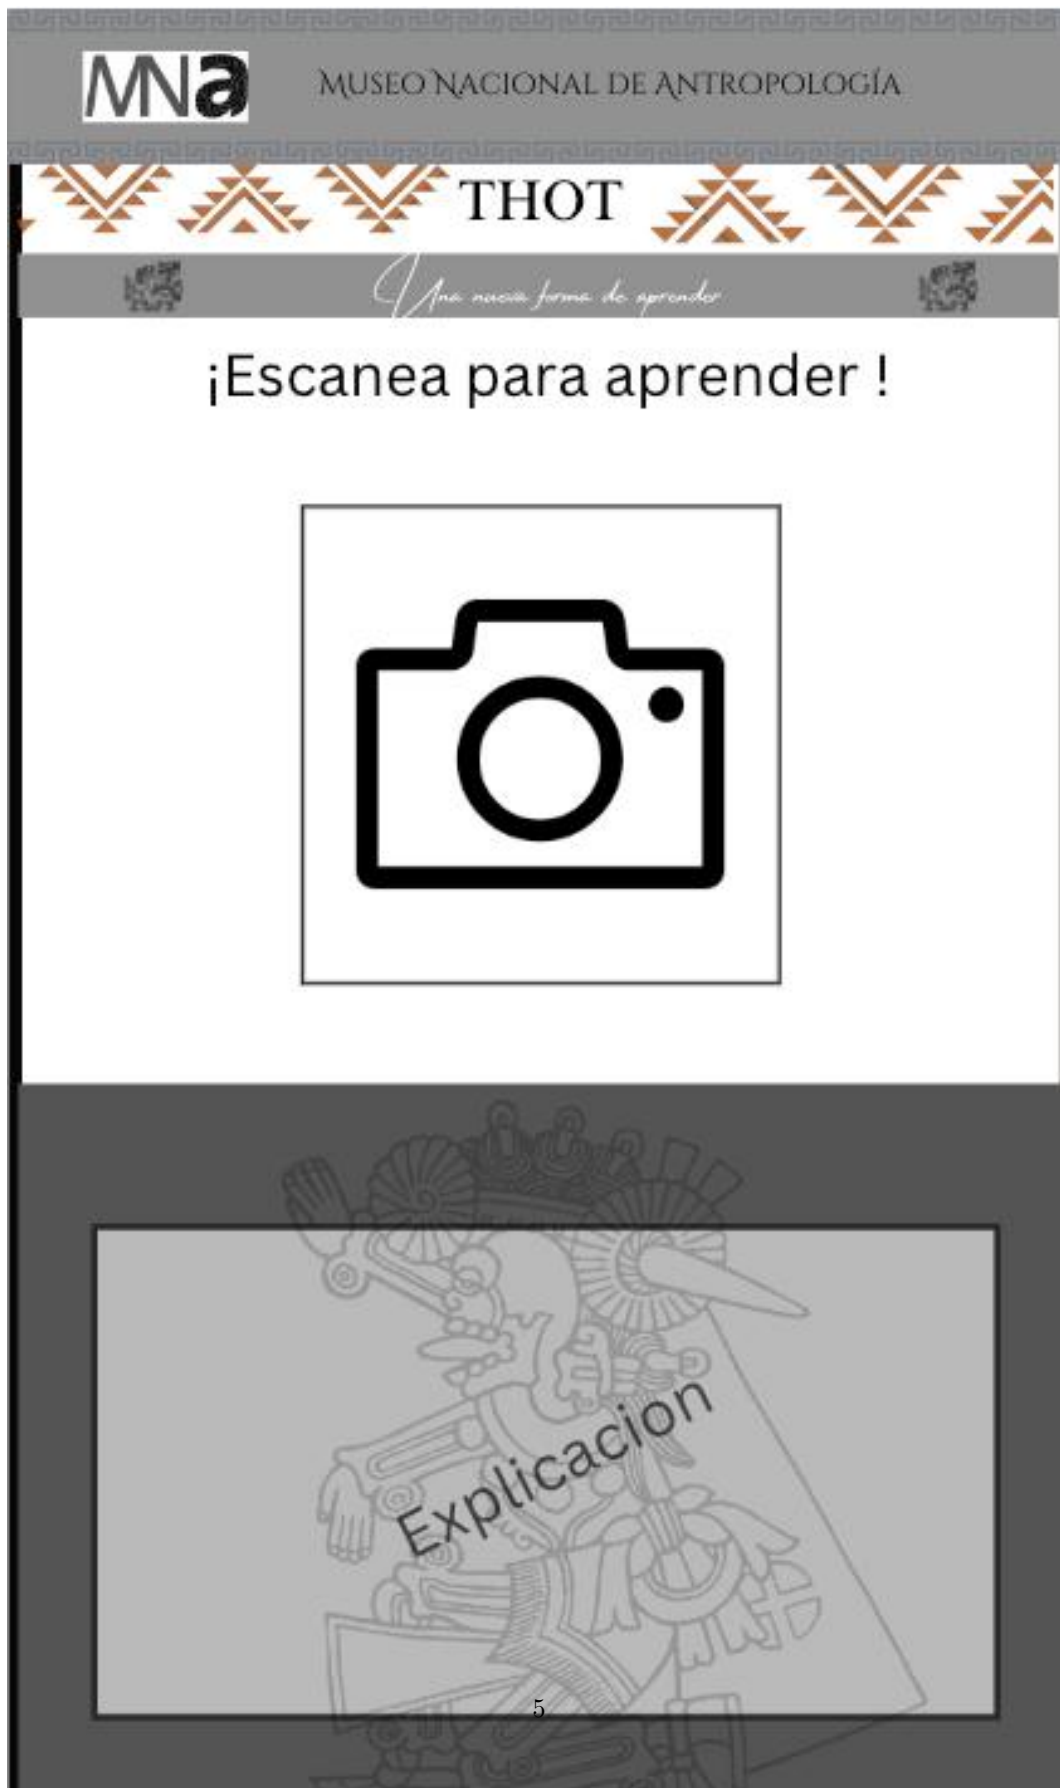 MNa
Museo Nacional de Antropología
THOT
Una nueva forma de aprender
¡Escanea para aprender !
Explicacion
5